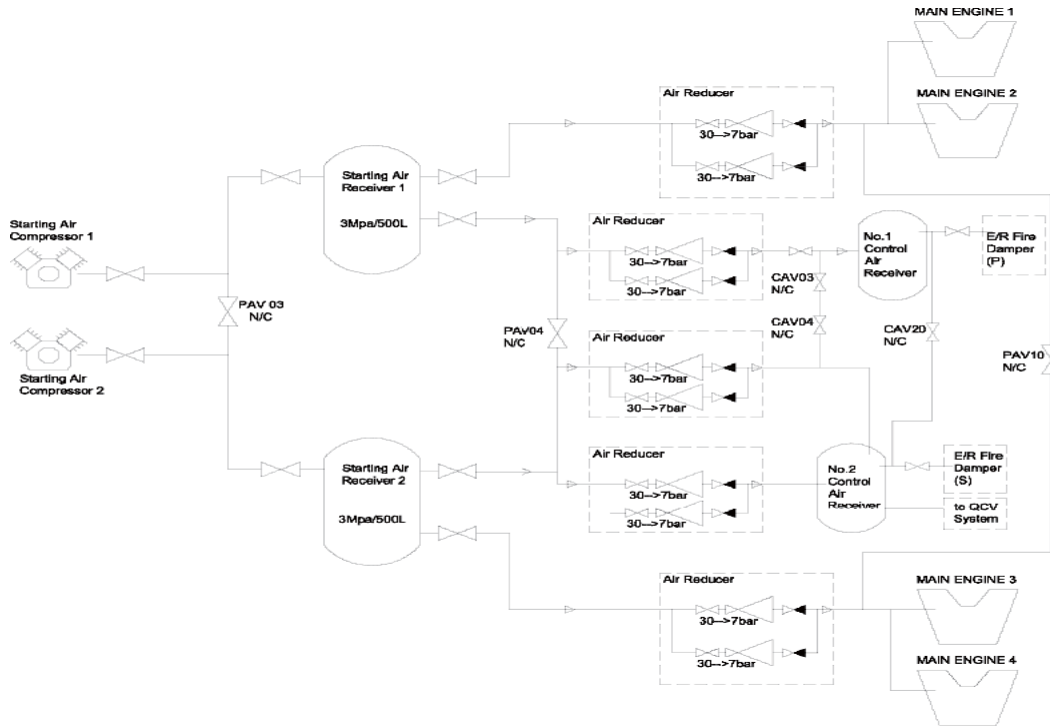 MAIN ENGINE 1
MAIN ENGINE 2
Air Reducer
30-->7bar
30-->7bar
Starting Air
Receiver 1
3Mpa/500L
Starting Air
Compressor 1
Air Reducer
30-->7bar
30-->7bar
No.1
Control
Air
Receiver
E/R Fire
Damper
(P)
CAV03
N/C
PAV 03
N/C
PAV04
N/C
CAV04
N/C
CAV20
N/C
PAV10
N/C
Starting Air
Compressor 2
Air Reducer
30-->7bar
30-->7bar
Starting Air
Receiver 2
3Mpa/500L
Air Reducer
30-->7bar
30-->7bar
No.2
Control
Air
Receiver
E/R Fire
Damper
(S)
to QCV
System
Air Reducer
30-->7bar
30-->7bar
MAIN ENGINE 3
MAIN ENGINE 4